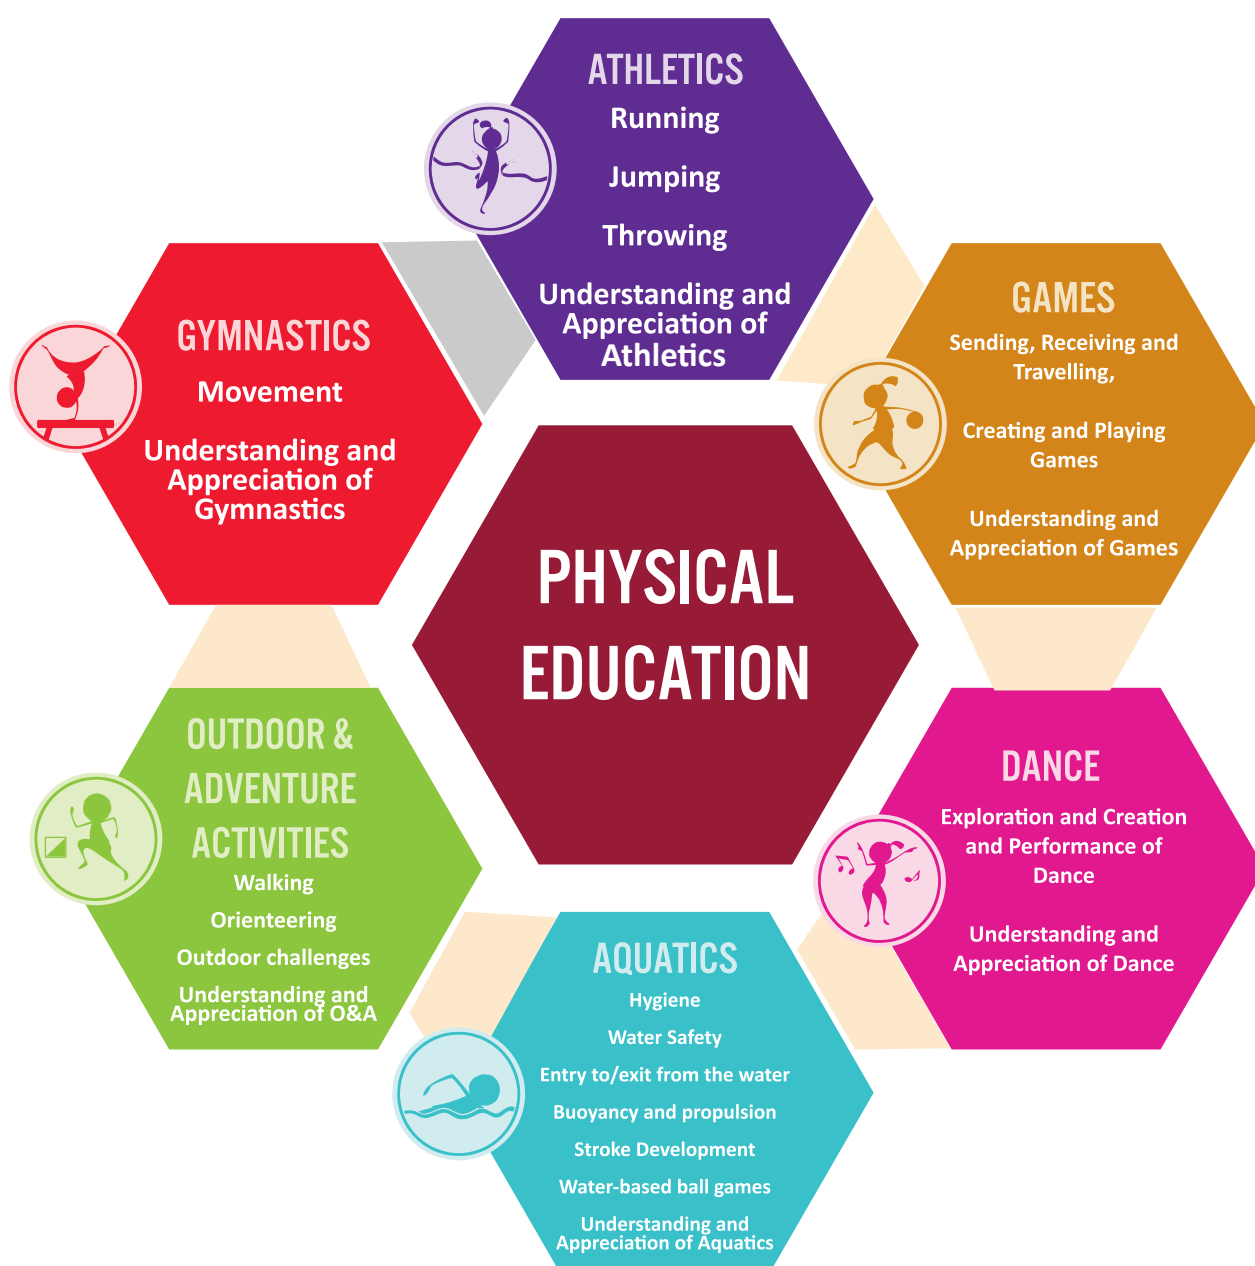 ATHLETICS
Running
Jumping
Throwing
Understanding and
Appreciation of
Athletics
GAMES
Sending, Receiving and
Travelling,
Creating and Playing
Games
Understanding and
Appreciation of Games
GYMNASTICS
Movement
Understanding and
Appreciation of
Gymnastics
PHYSICAL
EDUCATION
OUTDOOR &
ADVENTURE
ACTIVITIES
Walking
Orienteering
Outdoor challenges
Understanding and
Appreciation of O&A
DANCE
Exploration and Creation
and Performance of
Dance
Understanding and
Appreciation of Dance
AQUATICS
Hygiene
Water Safety
Entry to/exit from the water
Buoyancy and propulsion
Stroke Development
Water-based ball games
Understanding and
Appreciation of Aquatics